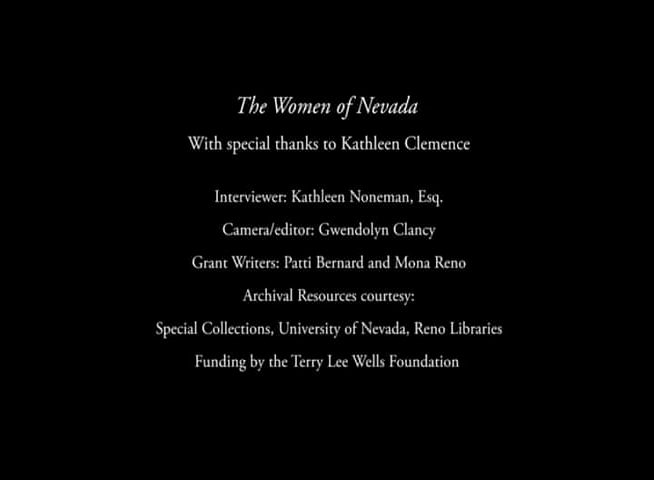 The Women of Nevada
With special thanks to Kathleen Clemence
Interviewer: Kathleen Noneman, Esq.
Camera/editor: Gwendolyn Clancy
Grant Writers: Patti Bernard and Mona Reno
Archival Resources courtesy:
Special Collections, University of Nevada, Reno Libraries
Funding by the Terry Lee Wells Foundation